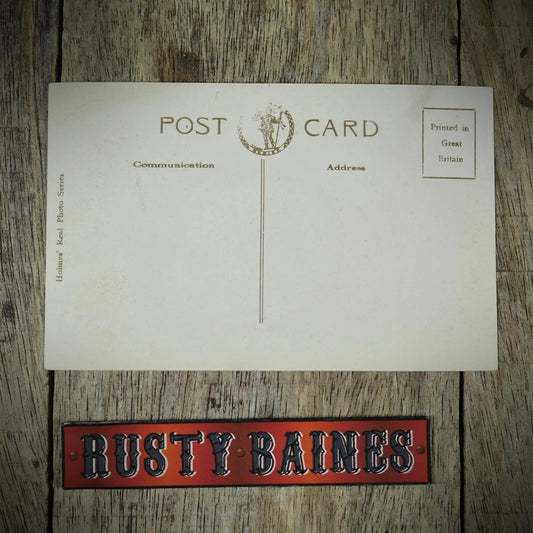 POST CARD
Communication
Address
Printed in
Great
Britain
Holmes' Real Photo Series
RUSTY BAINES